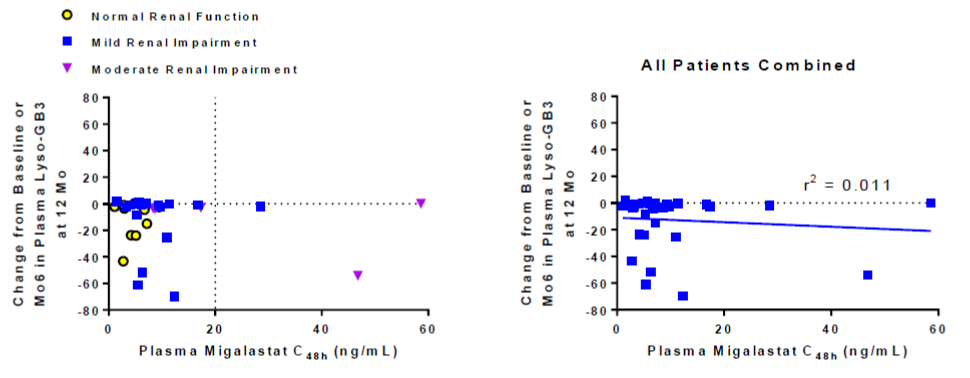 Normal Renal Function
Mild Renal Impairment
Moderate Renal Impairment
Change from Baseline or
Mo6 in Plasma Lyso-GB3
at 12 Mo
80
60
40
20
0
-20
-40
-60
-80
0
20
40
60
Plasma Migalastat C48h (ng/mL)
All Patients Combined
Change from Baseline or
Mo6 in Plasma Lyso-GB3
at 12 Mo
80
60
40
20
0
-20
-40
-60
-80
r² = 0.011
0
20
40
60
Plasma Migalastat C48h (ng/mL)